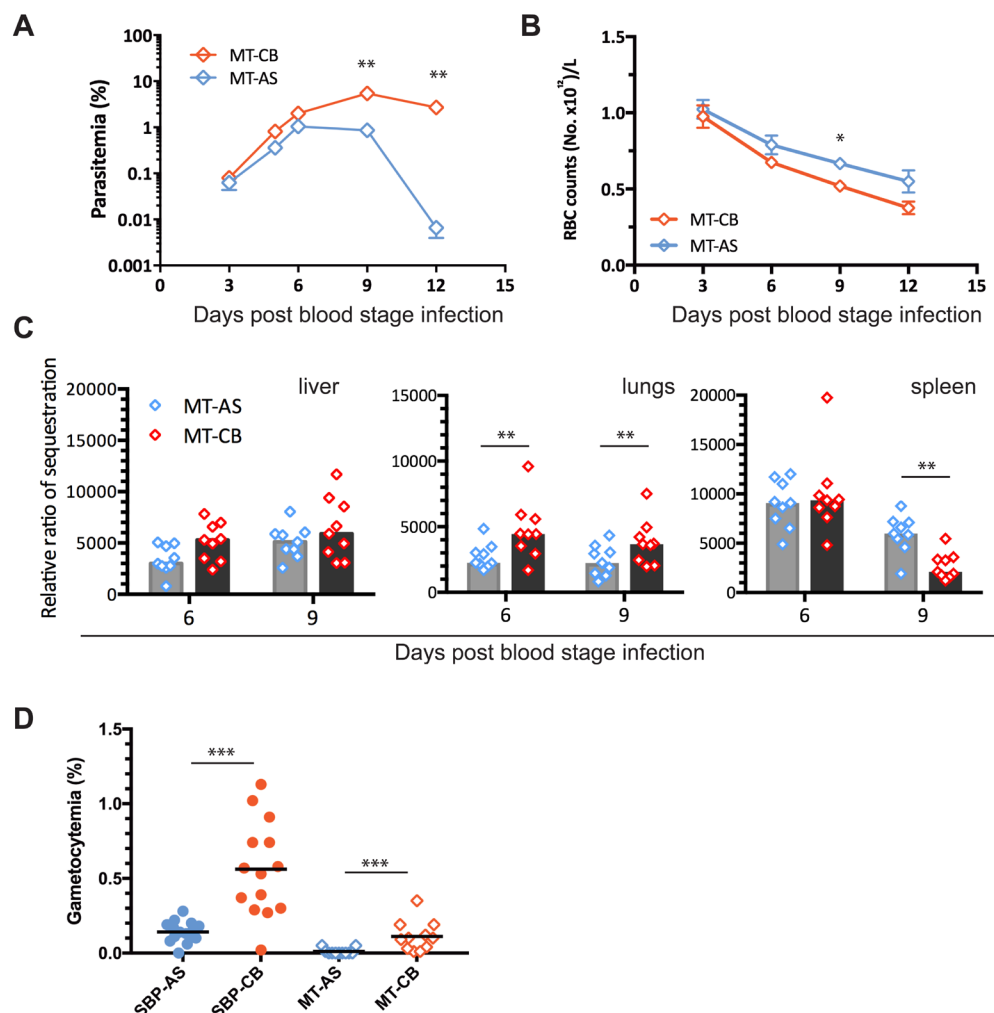 A
MT-CB
MT-AS
**
**
Parasitemia (%)
100
10
1
0.1
0.01
0.001
0 3 6 9 12 15
Days post blood stage infection
B
RBC counts (No. x10¹²)/L
1.5
1.0
0.5
0.0
*
MT-CB
MT-AS
0 3 6 9 12 15
Days post blood stage infection
C
Relative ratio of sequestration
liver
MT-AS
MT-CB
20000
15000
10000
5000
0
6 9
lungs
15000
10000
5000
0
** **
6 9
spleen
20000
15000
10000
5000
0
**
6 9
Days post blood stage infection
D
Gametocytemia (%)
1.5
1.0
0.5
0.0
***
***
SBP-AS
SBP-CB
MT-AS
MT-CB